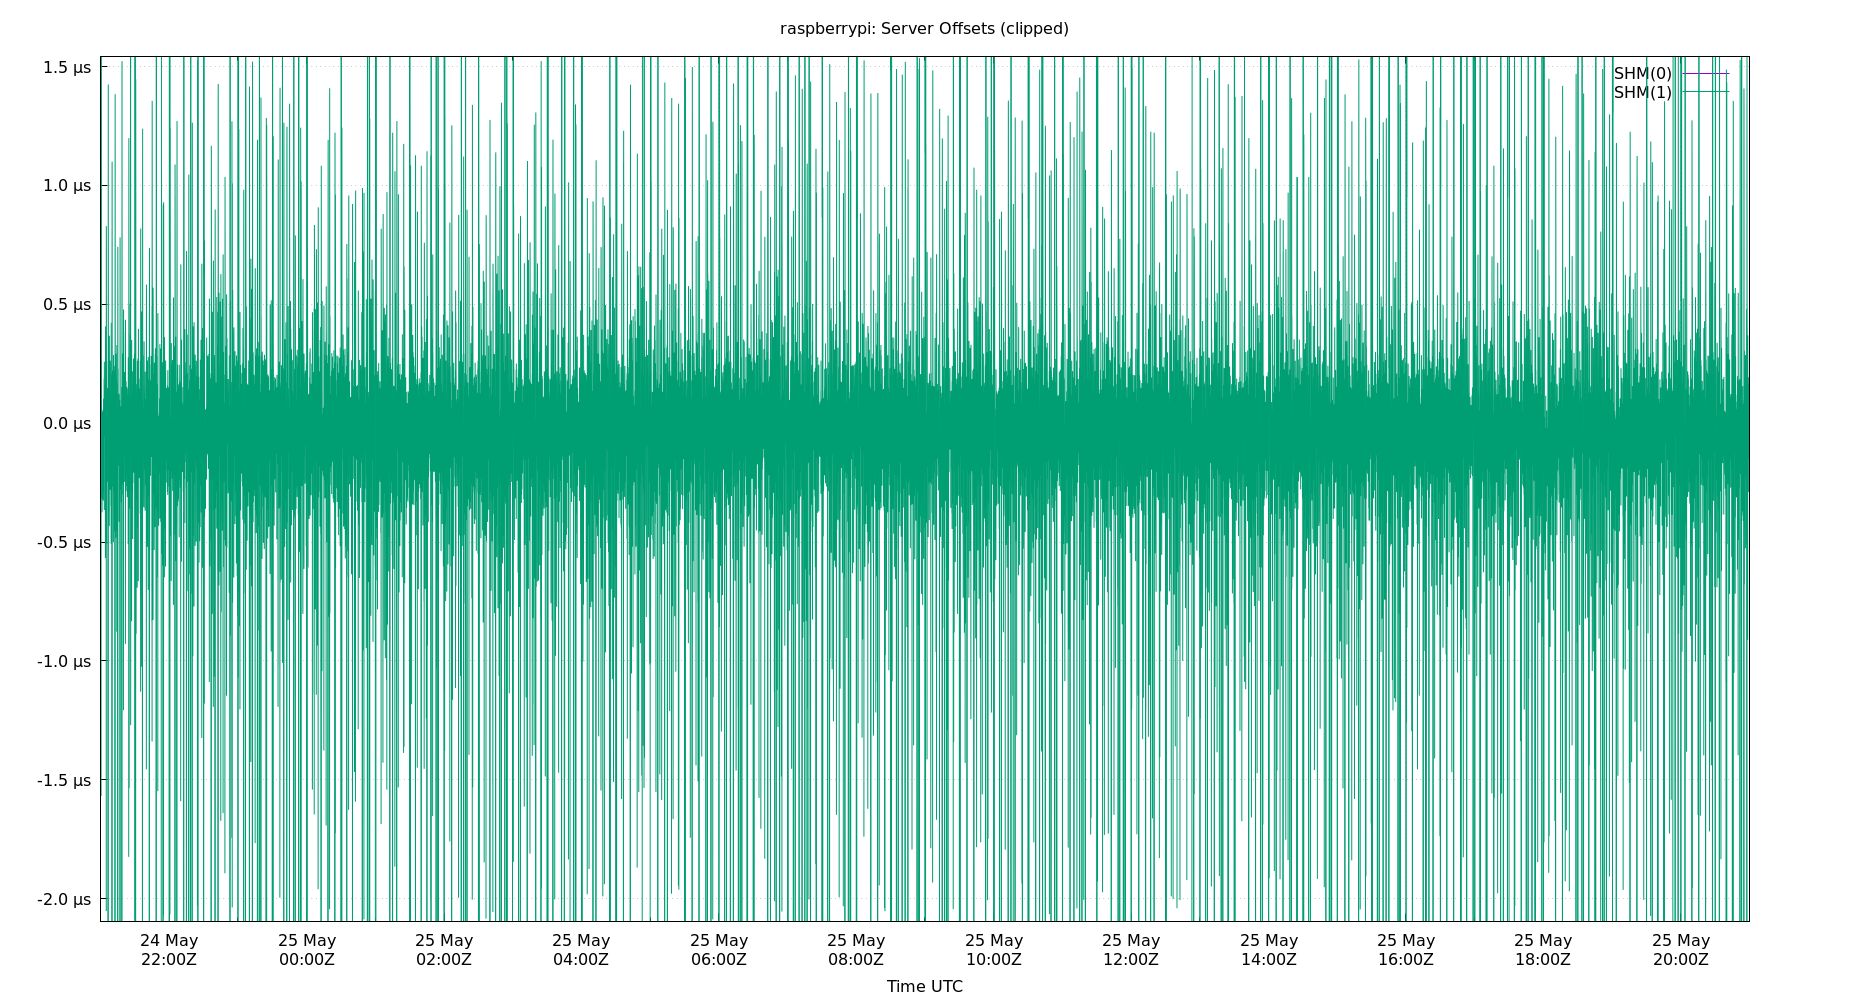 raspberrypi: Server Offsets (clipped)
1.5 µs
1.0 µs
0.5 µs
0.0 µs
-0.5 µs
-1.0 µs
-1.5 µs
-2.0 µs
SHM(0)
SHM(1)
24 May 25 May 25 May 25 May 25 May 25 May 25 May 25 May 25 May 25 May 25 May 25 May
22:00Z 00:00Z 02:00Z 04:00Z 06:00Z 08:00Z 10:00Z 12:00Z 14:00Z 16:00Z 18:00Z 20:00Z
Time UTC